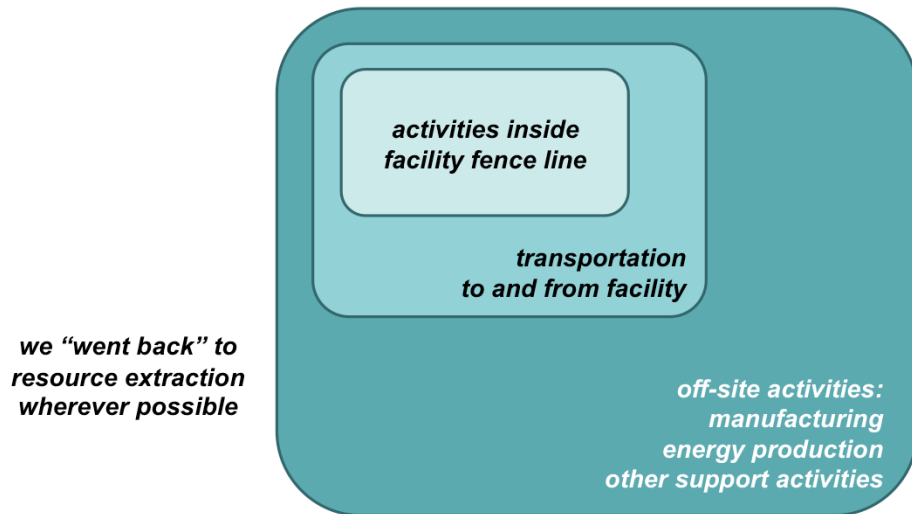 activities inside
facility fence line
transportation
to and from facility
we “went back” to
resource extraction
wherever possible
off-site activities:
manufacturing
energy production
other support activities